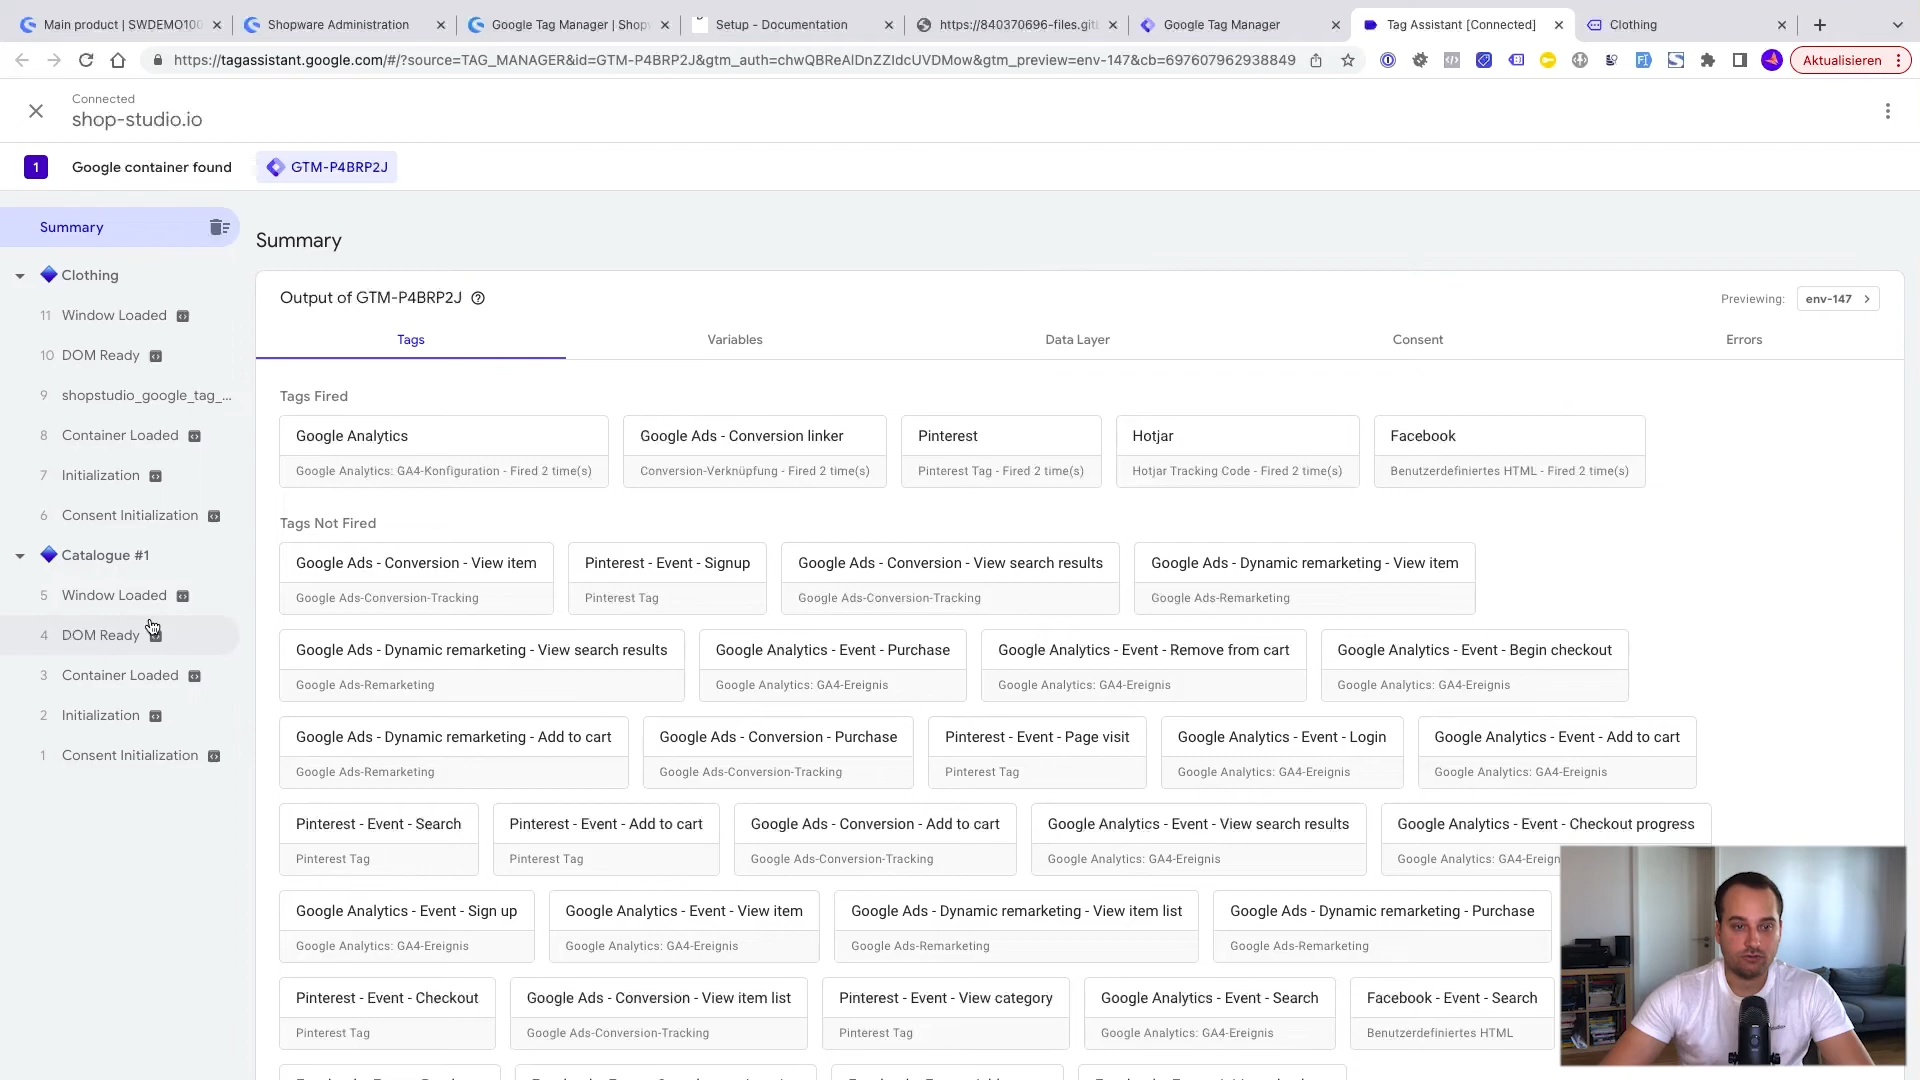 Main product | SWDEMO100
Shopware Administration
Google Tag Manager | Shopw
Setup - Documentation
https://840370696-files.gitb
Google Tag Manager
Tag Assistant [Connected]
Clothing
https://tagassistant.google.com/#/?source=TAG_MANAGER&id=GTM-P4BRP2J&gtm_auth=chwQBReAlDnZZIdcUVDMow&gtm_preview=env-147&cb=697607962938849
Aktualisieren
Connected
shop-studio.io
1
Google container found
GTM-P4BRP2J
Summary
Clothing
11 Window Loaded
10 DOM Ready
9 shopstudio_google_tag_...
8 Container Loaded
7 Initialization
6 Consent Initialization
Catalogue #1
5 Window Loaded
4 DOM Ready
3 Container Loaded
2 Initialization
1 Consent Initialization
Summary
Output of GTM-P4BRP2J
Previewing: env-147
Tags Variables Data Layer Consent Errors
Tags Fired
Google Analytics
Google Analytics: GA4-Konfiguration - Fired 2 time(s)
Google Ads - Conversion linker
Conversion-Verknüpfung - Fired 2 time(s)
Pinterest
Pinterest Tag - Fired 2 time(s)
Hotjar
Hotjar Tracking Code - Fired 2 time(s)
Facebook
Benutzerdefiniertes HTML - Fired 2 time(s)
Tags Not Fired
Google Ads - Conversion - View item
Google Ads-Conversion-Tracking
Pinterest - Event - Signup
Pinterest Tag
Google Ads - Conversion - View search results
Google Ads-Conversion-Tracking
Google Ads - Dynamic remarketing - View item
Google Ads-Remarketing
Google Ads - Dynamic remarketing - View search results
Google Ads-Remarketing
Google Analytics - Event - Purchase
Google Analytics: GA4-Ereignis
Google Analytics - Event - Remove from cart
Google Analytics: GA4-Ereignis
Google Analytics - Event - Begin checkout
Google Analytics: GA4-Ereignis
Google Ads - Dynamic remarketing - Add to cart
Google Ads-Remarketing
Google Ads - Conversion - Purchase
Google Ads-Conversion-Tracking
Pinterest - Event - Page visit
Pinterest Tag
Google Analytics - Event - Login
Google Analytics: GA4-Ereignis
Google Analytics - Event - Add to cart
Google Analytics: GA4-Ereignis
Pinterest - Event - Search
Pinterest Tag
Pinterest - Event - Add to cart
Pinterest Tag
Google Ads - Conversion - Add to cart
Google Ads-Conversion-Tracking
Google Analytics - Event - View search results
Google Analytics: GA4-Ereignis
Google Analytics - Event - Checkout progress
Google Analytics: GA4-Ereign
Google Analytics - Event - Sign up
Google Analytics: GA4-Ereignis
Google Analytics - Event - View item
Google Analytics: GA4-Ereignis
Google Ads - Dynamic remarketing - View item list
Google Ads-Remarketing
Google Ads - Dynamic remarketing - Purchase
Google Ads-Remarketing
Pinterest - Event - Checkout
Pinterest Tag
Google Ads - Conversion - View item list
Google Ads-Conversion-Tracking
Pinterest - Event - View category
Pinterest Tag
Google Analytics - Event - Search
Google Analytics: GA4-Ereignis
Facebook - Event - Search
Benutzerdefiniertes HTML